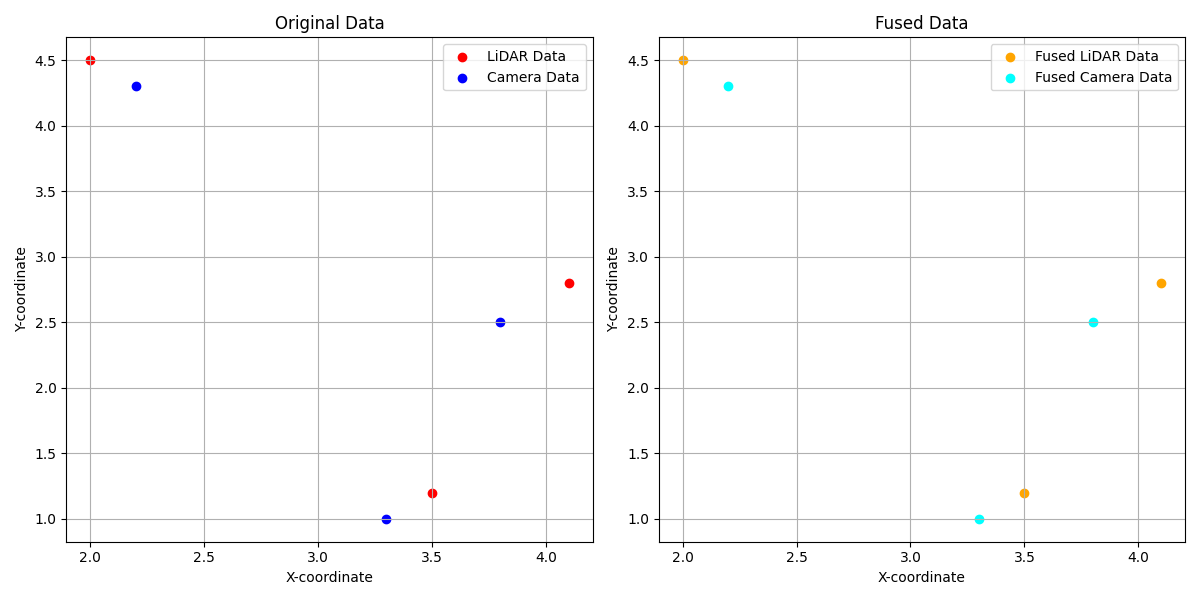 Original Data
LiDAR Data
Camera Data
4.5
4.0
3.5
3.0
2.5
2.0
1.5
1.0
Y-coordinate
2.0 2.5 3.0 3.5 4.0
X-coordinate
Fused Data
Fused LiDAR Data
Fused Camera Data
4.5
4.0
3.5
3.0
2.5
2.0
1.5
1.0
Y-coordinate
2.0 2.5 3.0 3.5 4.0
X-coordinate